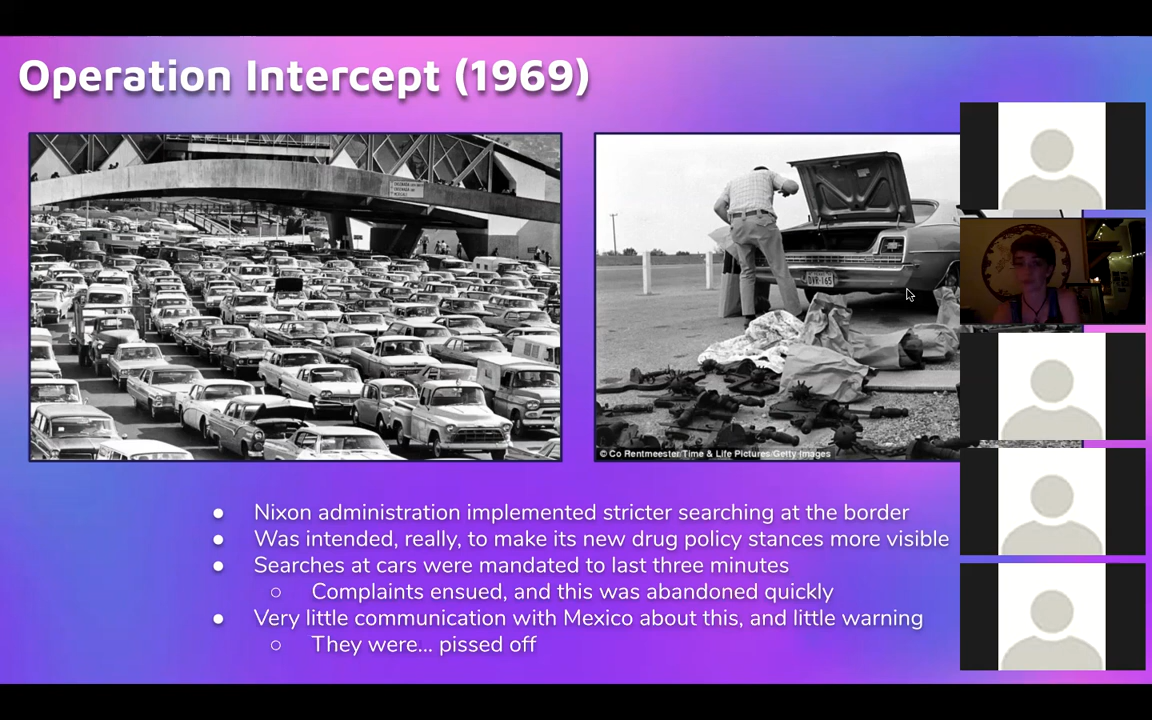 Operation Intercept (1969)
DVR·165
© Co Rentmeester/Time & Life Pictures/Getty Images
● Nixon administration implemented stricter searching at the border
● Was intended, really, to make its new drug policy stances more visible
● Searches at cars were mandated to last three minutes
○ Complaints ensued, and this was abandoned quickly
● Very little communication with Mexico about this, and little warning
○ They were... pissed off